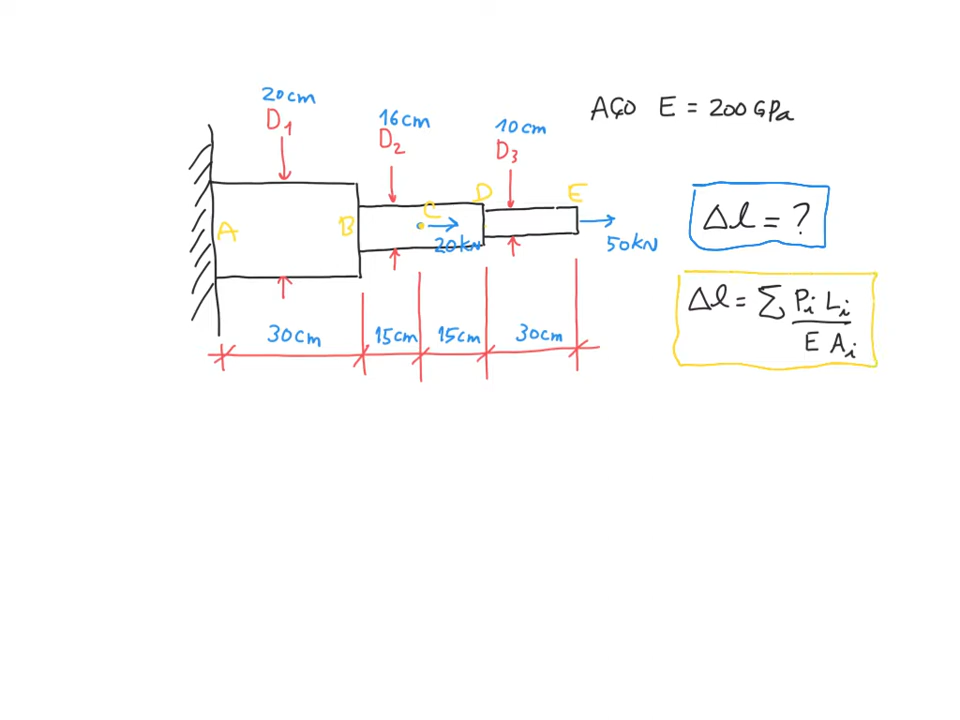 20cm
D1
16cm
D2
10cm
D3
AÇO E = 200 GPa
A
B
C
D
E
20kN
50kN
Δl = ?
Δl = Σ Pi Li
E Ai
30cm
15cm
15cm
30cm